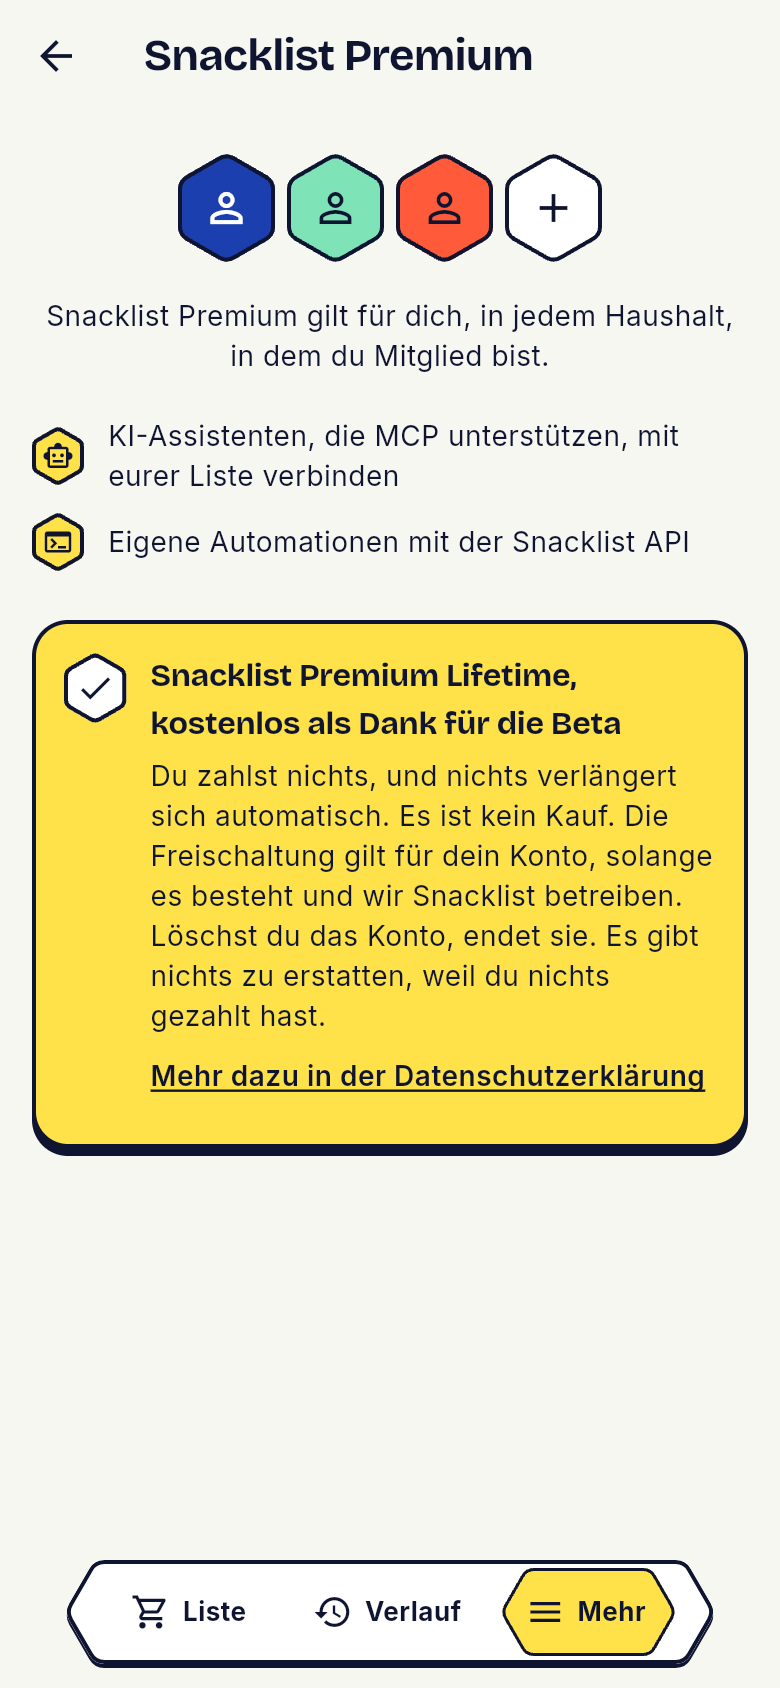 Snacklist Premium
Snacklist Premium gilt für dich, in jedem Haushalt,
in dem du Mitglied bist.
KI-Assistenten, die MCP unterstützen, mit
eurer Liste verbinden
Eigene Automationen mit der Snacklist API
Snacklist Premium Lifetime,
kostenlos als Dank für die Beta
Du zahlst nichts, und nichts verlängert
sich automatisch. Es ist kein Kauf. Die
Freischaltung gilt für dein Konto, solange
es besteht und wir Snacklist betreiben.
Löschst du das Konto, endet sie. Es gibt
nichts zu erstatten, weil du nichts
gezahlt hast.
Mehr dazu in der Datenschutzerklärung
Liste
Verlauf
Mehr